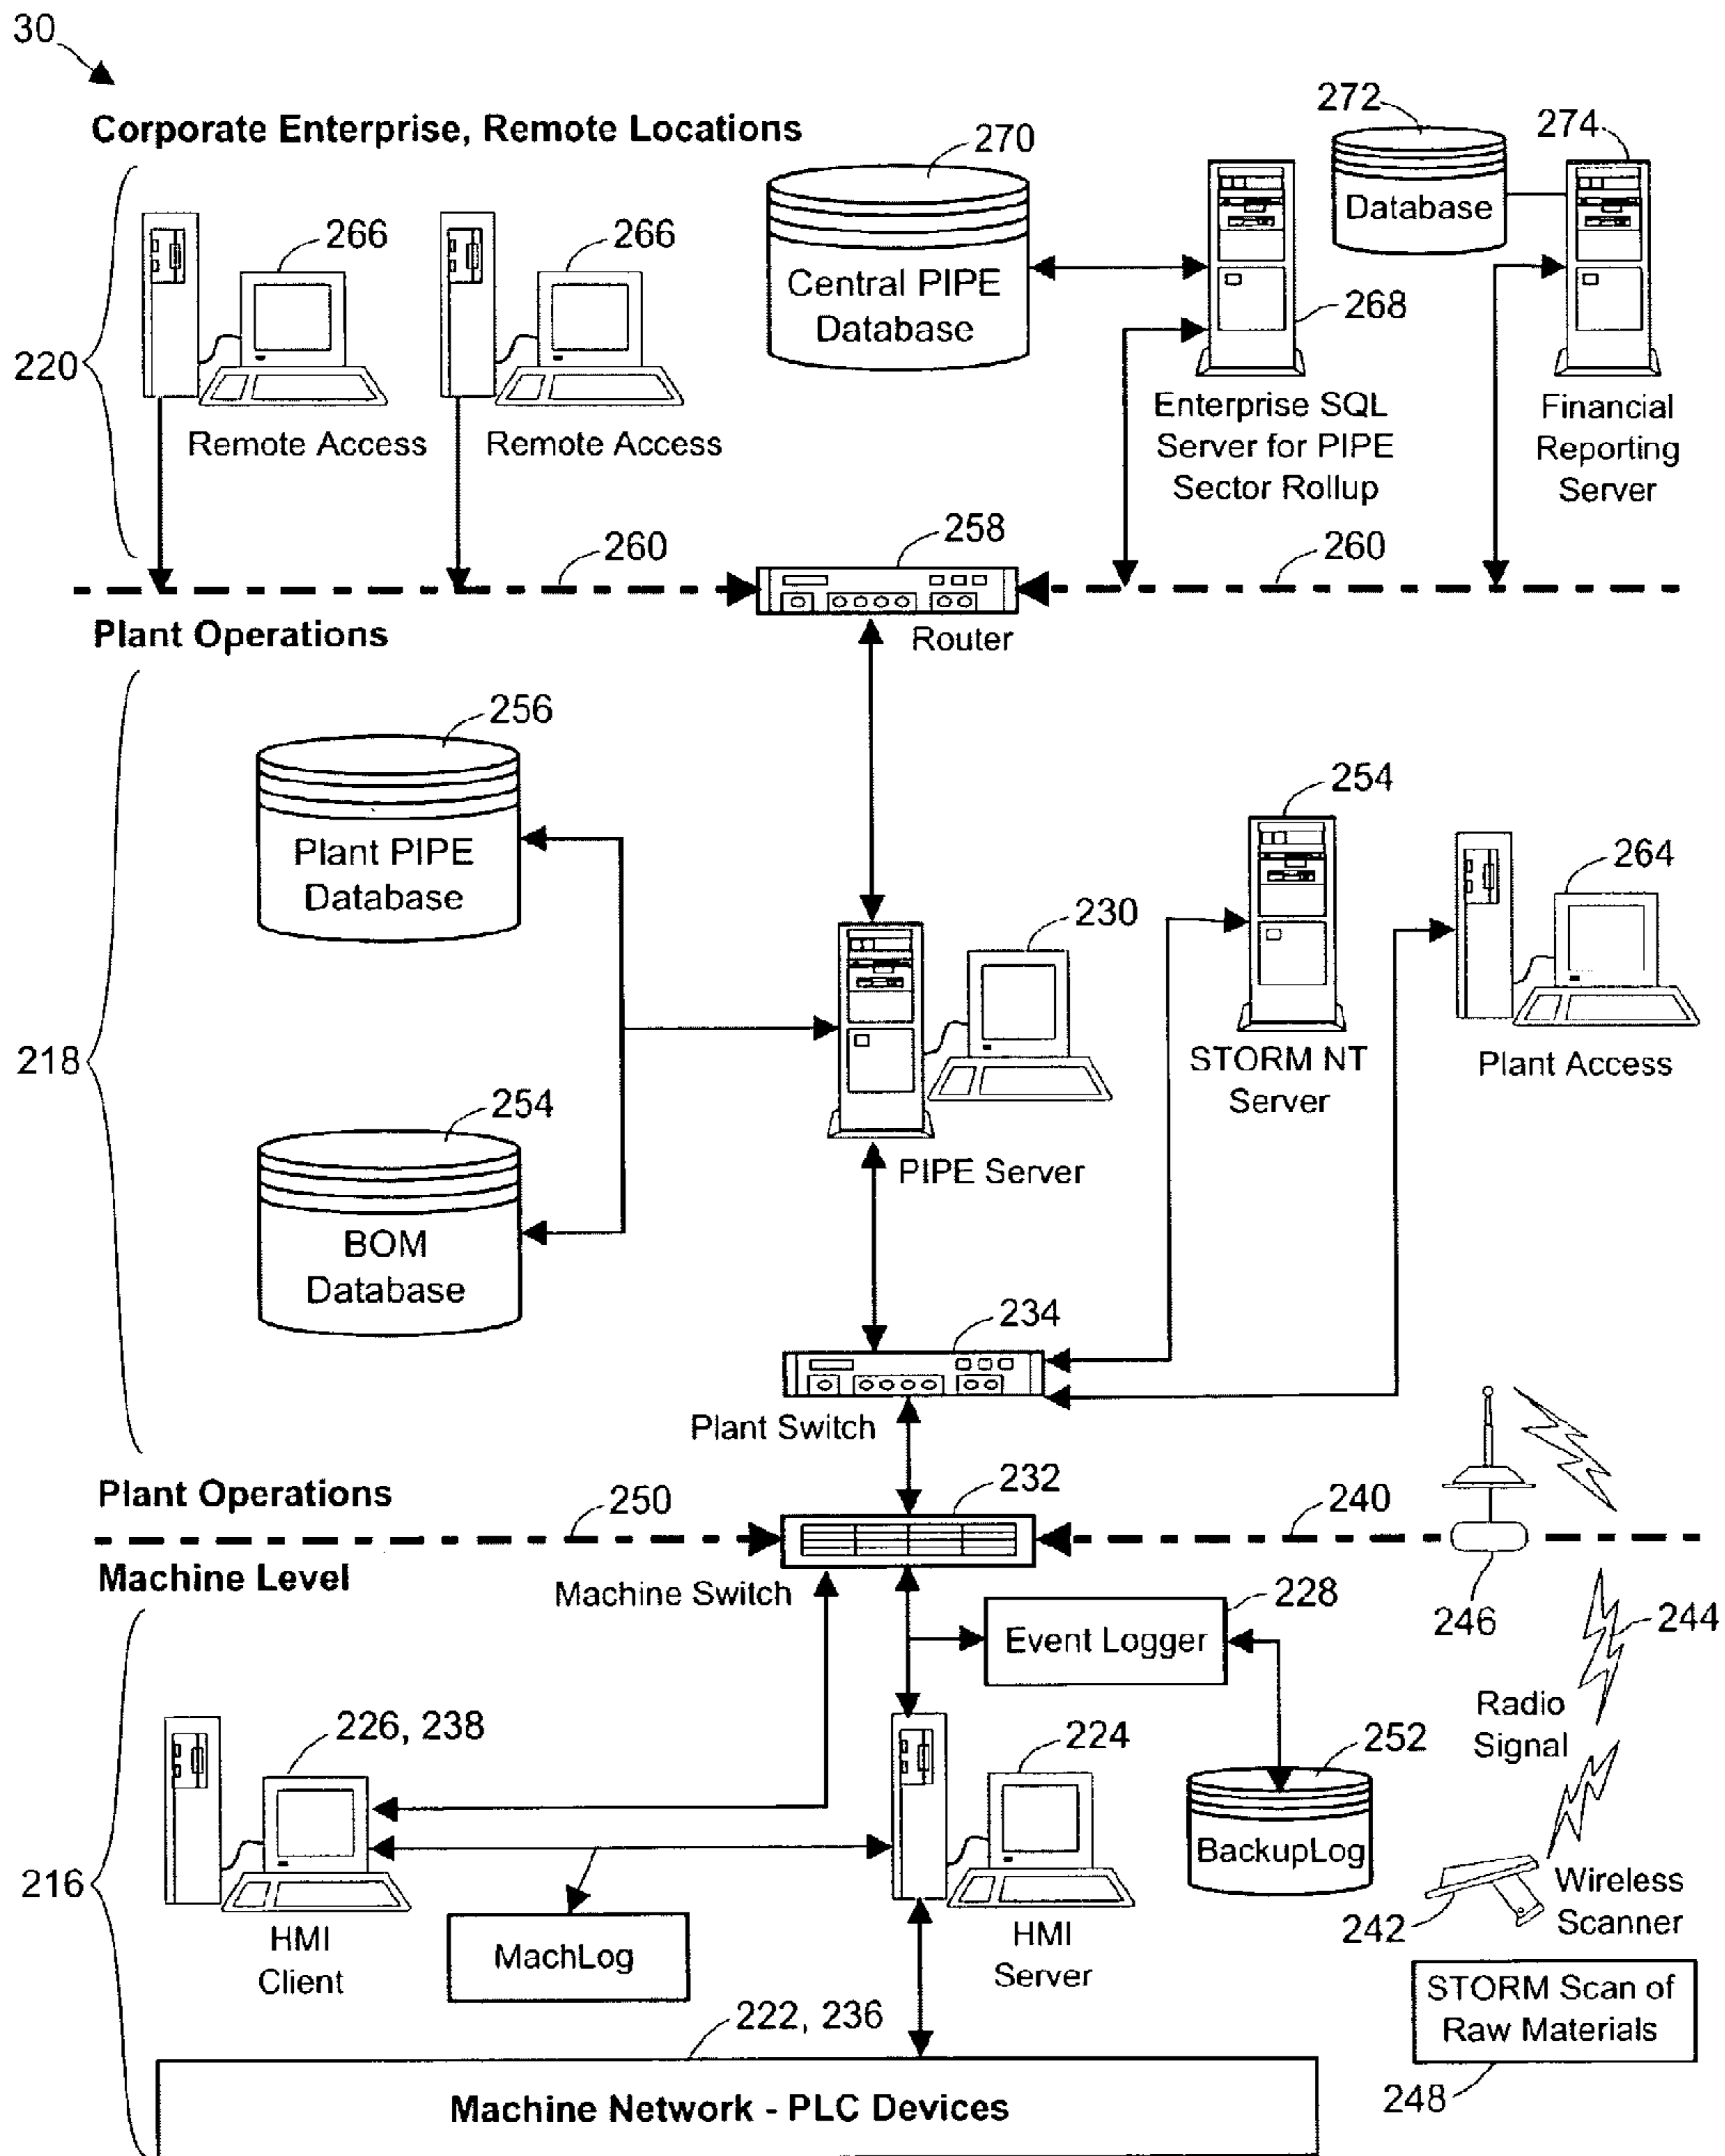 30
Corporate Enterprise, Remote Locations
270
272
274
Database
266
266
Central PIPE
Database
268
220
Remote Access
Remote Access
Enterprise SQL
Server for PIPE
Sector Rollup
Financial
Reporting
Server
260
258
260
Plant Operations
Router
256
Plant PIPE
Database
254
264
230
218
STORM NT
Server
Plant Access
254
PIPE Server
BOM
Database
234
Plant Switch
Plant Operations
250
232
240
Machine Level
Machine Switch
228
246
244
Event Logger
Radio
Signal
226, 238
224
252
BackupLog
216
Wireless
Scanner
242
HMI
Client
MachLog
HMI
Server
STORM Scan of
Raw Materials
222, 236
248
Machine Network - PLC Devices